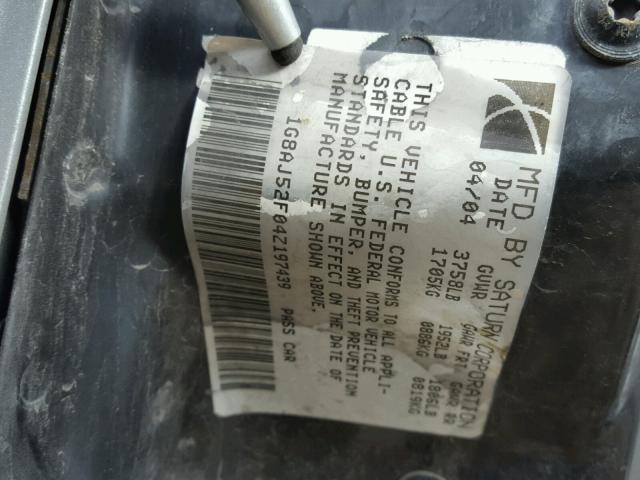 MFD BY SATURN CORPORATION
DATE GVWR GAWR FRT GAWR RR
04/04 3758LB 1952LB 1806LB
1705KG 0886KG 0819KG
THIS VEHICLE CONFORMS TO ALL APPLI-
CABLE U.S. FEDERAL MOTOR VEHICLE
SAFETY, BUMPER, AND THEFT PREVENTION
STANDARDS IN EFFECT ON THE DATE OF
MANUFACTURE SHOWN ABOVE.
1G8AJ52F04Z197439 PASS CAR